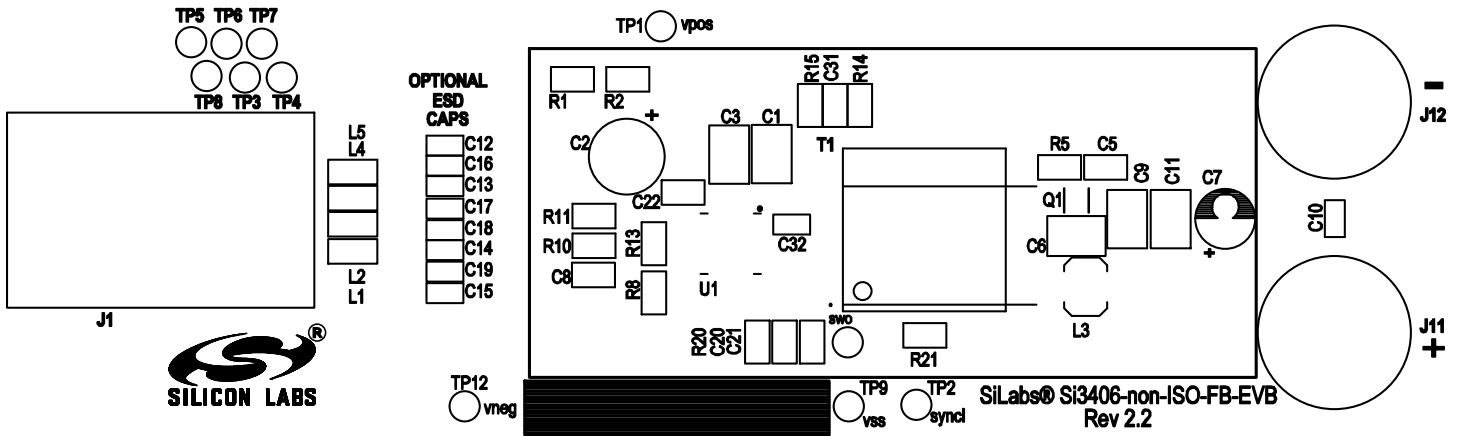 TP5 TP6 TP7
TP8 TP3 TP4
TP1 vpos
OPTIONAL
ESD
CAPS
C12
C16
C13
C17
C18
C14
C19
C15
L5
L4
L2
L1
J1
SILICON LABS ®
R1 R2
C2 +
C3 C1
R15 C31 R14
T1
C22
R11
R10
C8
R13
R8
U1
C32
R20 C20 C21
swo
R21
R5 C5
Q1
C9 C11
C7
+
C6
L3
C10
-
J12
J11
+
TP12
vneg
TP9
vss
TP2
syncl
SiLabs® Si3406-non-ISO-FB-EVB
Rev 2.2